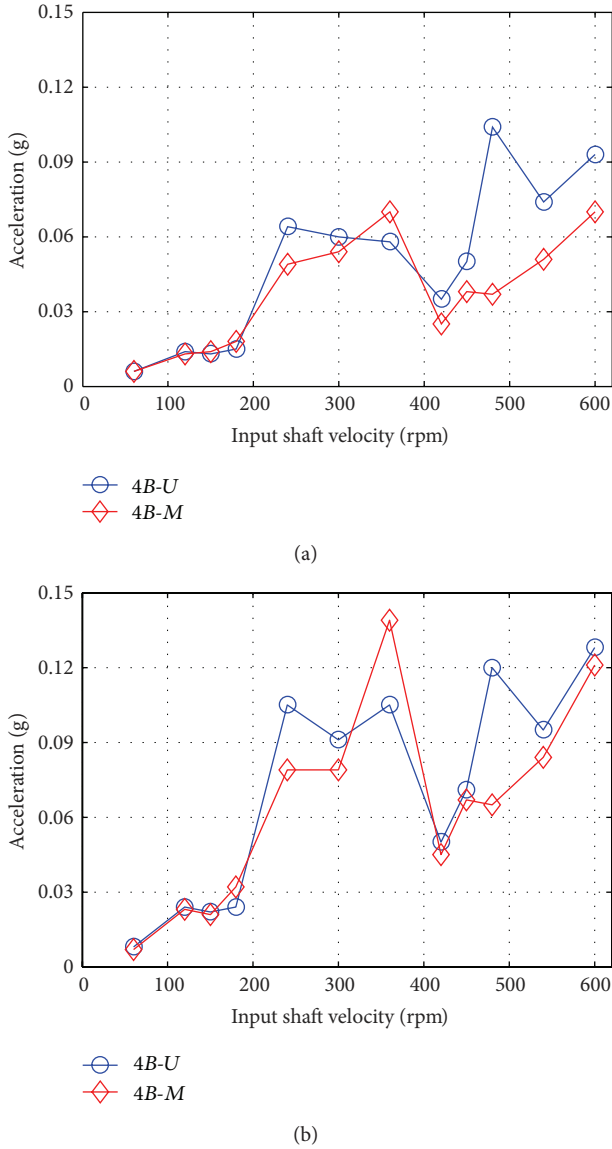 0.15
0.12
0.09
0.06
0.03
0
Acceleration (g)
0 100 200 300 400 500 600
Input shaft velocity (rpm)
4B-U
4B-M
(a)
0.15
0.12
0.09
0.06
0.03
0
Acceleration (g)
0 100 200 300 400 500 600
Input shaft velocity (rpm)
4B-U
4B-M
(b)